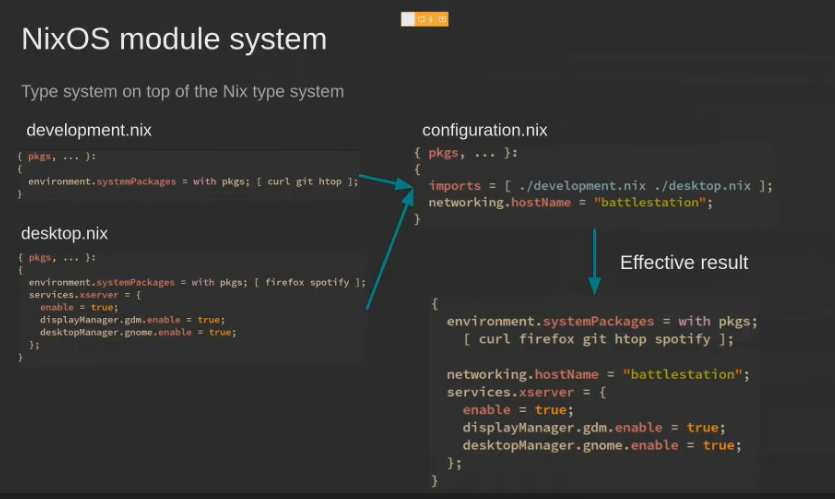 NixOS module system
Type system on top of the Nix type system
development.nix
{ pkgs, ... }:
{
  environment.systemPackages = with pkgs; [ curl git htop ];
}
desktop.nix
{ pkgs, ... }:
{
  environment.systemPackages = with pkgs; [ firefox spotify ];
  services.xserver = {
    enable = true;
    displayManager.gdm.enable = true;
    desktopManager.gnome.enable = true;
  };
}
configuration.nix
{ pkgs, ... }:
{
  imports = [ ./development.nix ./desktop.nix ];
  networking.hostName = "battlestation";
}
Effective result
{
  environment.systemPackages = with pkgs;
    [ curl firefox git htop spotify ];

  networking.hostName = "battlestation";
  services.xserver = {
    enable = true;
    displayManager.gdm.enable = true;
    desktopManager.gnome.enable = true;
  };
}